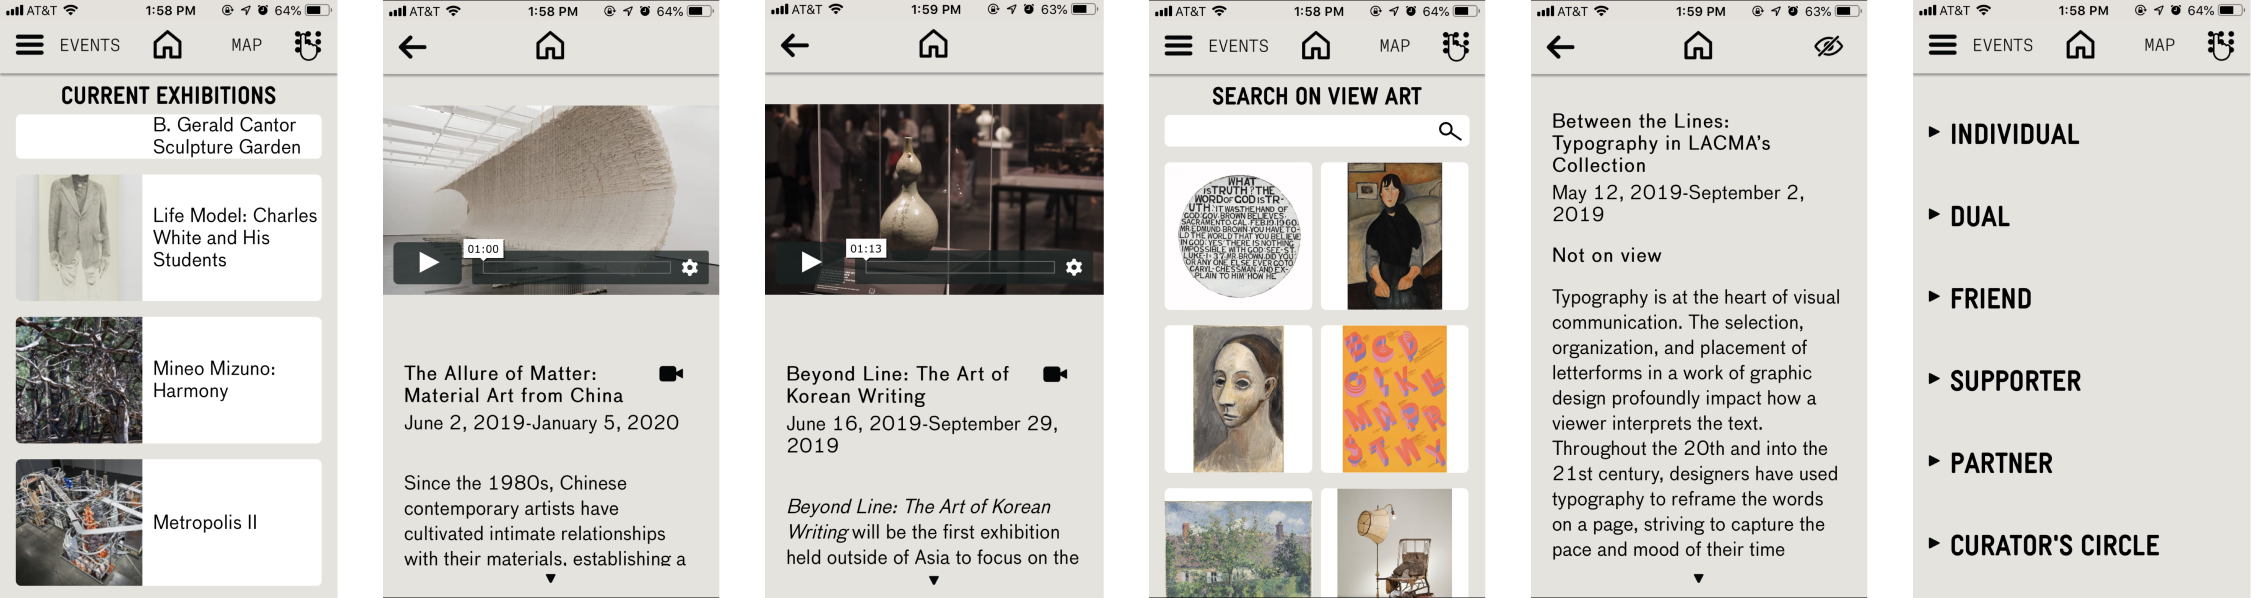 AT&T 1:58 PM 64%
EVENTS MAP
CURRENT EXHIBITIONS
B. Gerald Cantor
Sculpture Garden
Life Model: Charles
White and His
Students
Mineo Mizuno:
Harmony
Metropolis II
AT&T 1:58 PM 64%
01:00
The Allure of Matter:
Material Art from China
June 2, 2019-January 5, 2020
Since the 1980s, Chinese
contemporary artists have
cultivated intimate relationships
with their materials, establishing a
AT&T 1:59 PM 63%
01:13
Beyond Line: The Art of
Korean Writing
June 16, 2019-September 29,
2019
Beyond Line: The Art of Korean
Writing will be the first exhibition
held outside of Asia to focus on the
AT&T 1:58 PM 64%
EVENTS MAP
SEARCH ON VIEW ART
WHAT
IS TRUTH? THE
WORD OF GOD IS TR-
UTH. IT WAS THE HAND OF
GOD GOV. BROWN BELIEVES
SACRAMENTO. CAL. FEB.19.1960
MR. EDMUND BROWN YOU HAVE TO-
LD THE WORLD THAT YOU BELIEVE
IN GOD: YES THERE IS NOTHING
IMPOSSIBLE WITH GOD SEE-ST.
LUKE-1:37. MR. BROWN. DID YOU
OR ANY ONE ELSE EVER GO TO
CARYL-CHESSMAN AND EX-
PLAIN TO HIM HOW HE
B C D
M N P R
S T W Y
AT&T 1:59 PM 63%
Between the Lines:
Typography in LACMA's
Collection
May 12, 2019-September 2,
2019
Not on view
Typography is at the heart of visual
communication. The selection,
organization, and placement of
letterforms in a work of graphic
design profoundly impact how a
viewer interprets the text.
Throughout the 20th and into the
21st century, designers have used
typography to reframe the words
on a page, striving to capture the
pace and mood of their time
AT&T 1:58 PM 64%
EVENTS MAP
INDIVIDUAL
DUAL
FRIEND
SUPPORTER
PARTNER
CURATOR'S CIRCLE